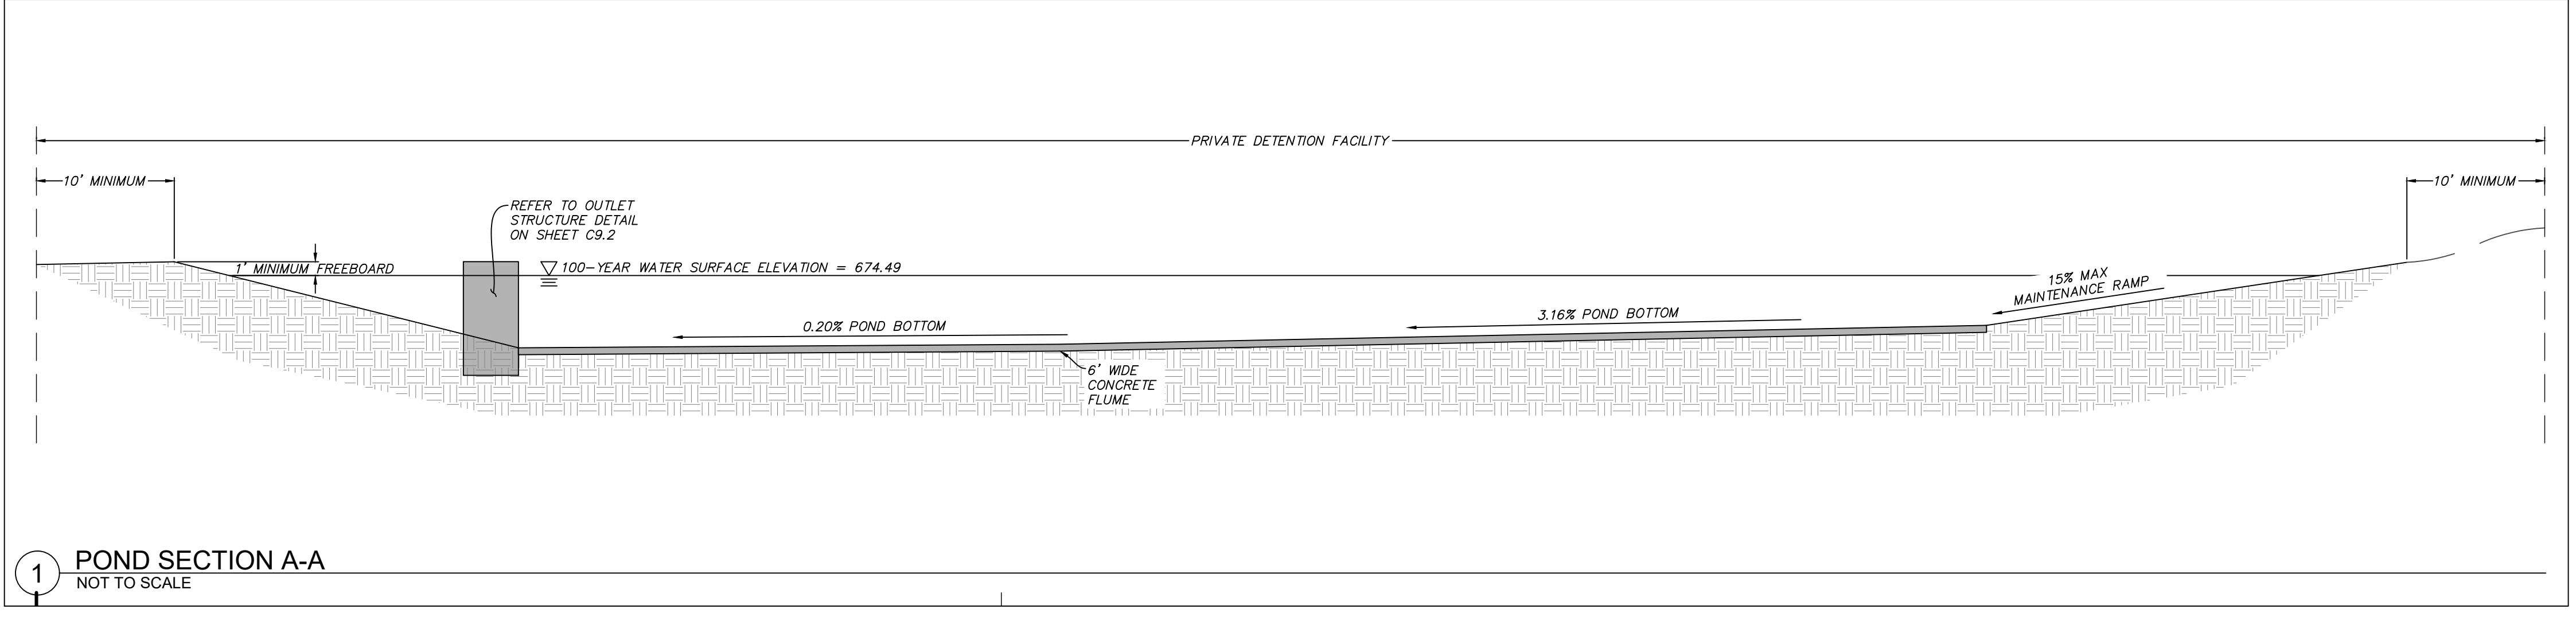 PRIVATE DETENTION FACILITY
10' MINIMUM
10' MINIMUM
REFER TO OUTLET
STRUCTURE DETAIL
ON SHEET C9.2
1' MINIMUM FREEBOARD
100-YEAR WATER SURFACE ELEVATION = 674.49
15% MAX
MAINTENANCE RAMP
0.20% POND BOTTOM
3.16% POND BOTTOM
6' WIDE
CONCRETE
FLUME
1
POND SECTION A-A
NOT TO SCALE